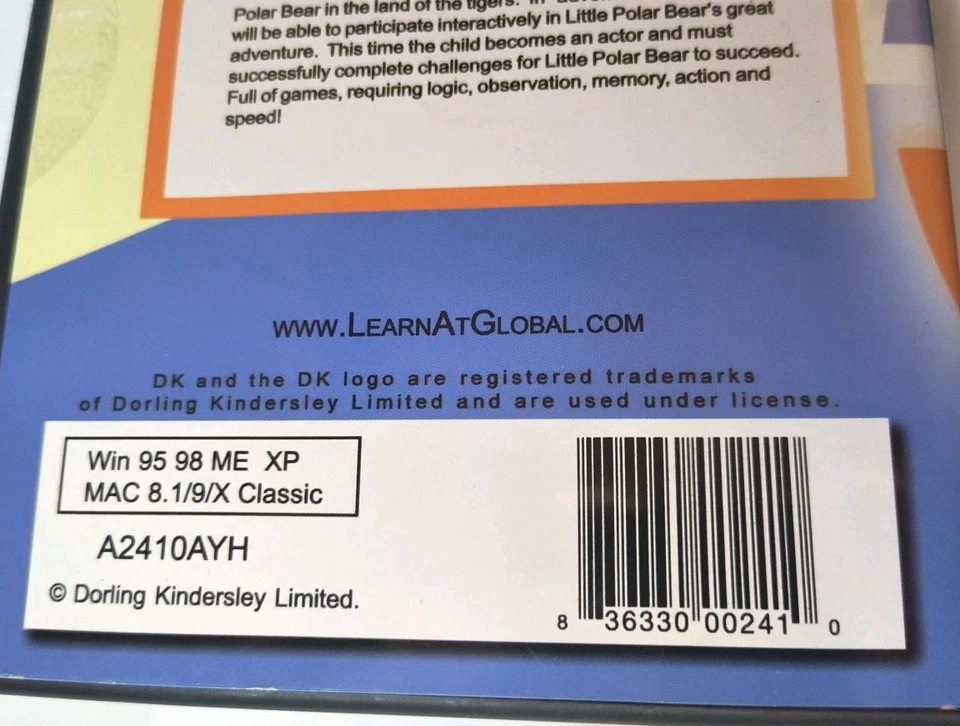 Polar Bear in the land of the tigers. In
will be able to participate interactively in Little Polar Bear's great
adventure. This time the child becomes an actor and must
successfully complete challenges for Little Polar Bear to succeed.
Full of games, requiring logic, observation, memory, action and
speed!
WWW.LEARNATGLOBAL.COM
DK and the DK logo are registered trademarks
of Dorling Kindersley Limited and are used under license.
Win 95 98 ME XP
MAC 8.1/9/X Classic
A2410AYH
© Dorling Kindersley Limited.
8 36330 00241 0